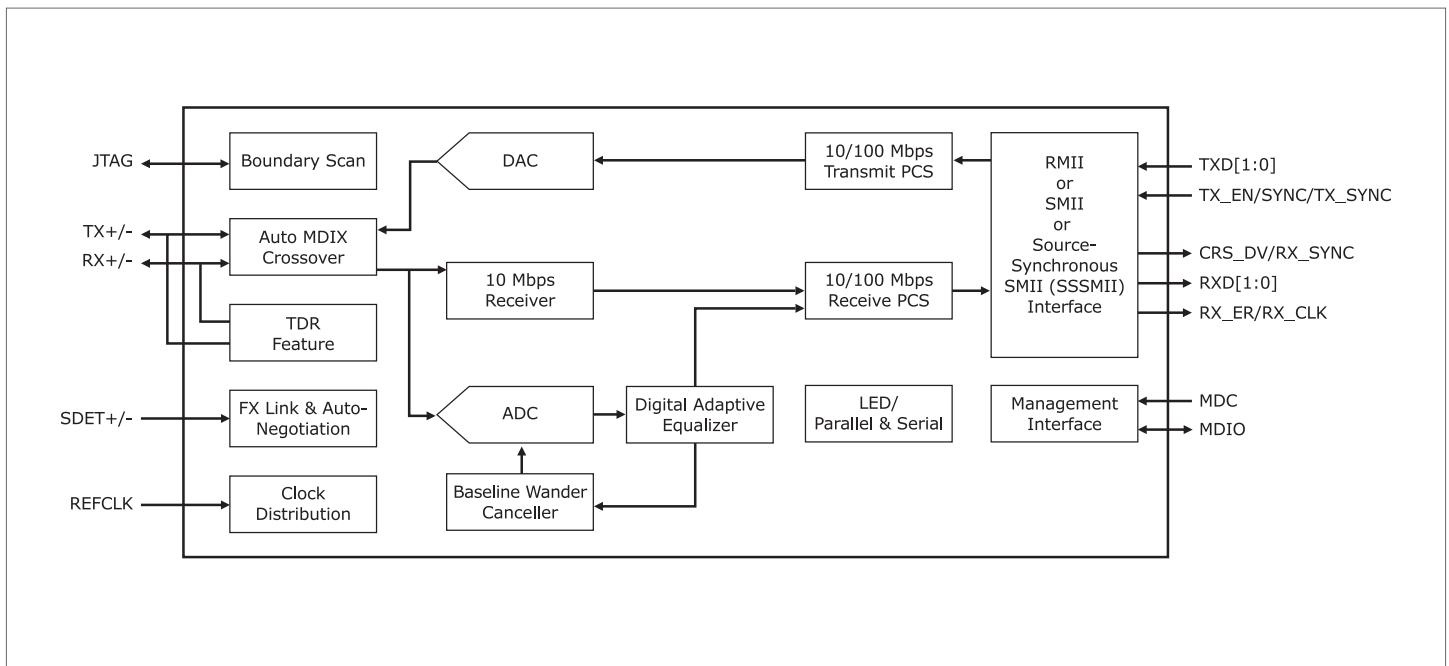 JTAG
TX+/-
RX+/-
SDET+/-
REFCLK
Boundary Scan
Auto MDIX
Crossover
TDR
Feature
FX Link & Auto-
Negotiation
Clock
Distribution
DAC
10 Mbps
Receiver
ADC
Baseline Wander
Canceller
Digital Adaptive
Equalizer
10/100 Mbps
Transmit PCS
10/100 Mbps
Receive PCS
LED/
Parallel & Serial
RMII
or
SMII
or
Source-
Synchronous
SMII (SSSMII)
Interface
Management
Interface
TXD[1:0]
TX_EN/SYNC/TX_SYNC
CRS_DV/RX_SYNC
RXD[1:0]
RX_ER/RX_CLK
MDC
MDIO